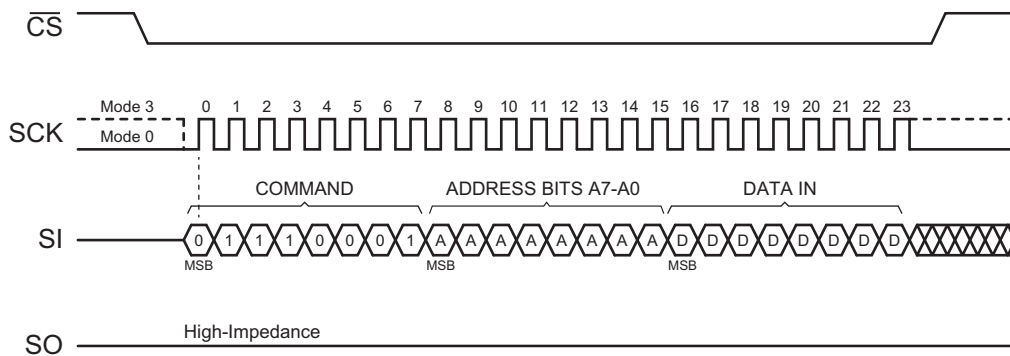 CS
Mode 3
0 1 2 3 4 5 6 7 8 9 10 11 12 13 14 15 16 17 18 19 20 21 22 23
SCK
Mode 0
COMMAND ADDRESS BITS A7-A0 DATA IN
SI 0 1 1 1 0 0 0 1 A A A A A A A A D D D D D D D D
MSB MSB MSB
High-Impedance
SO